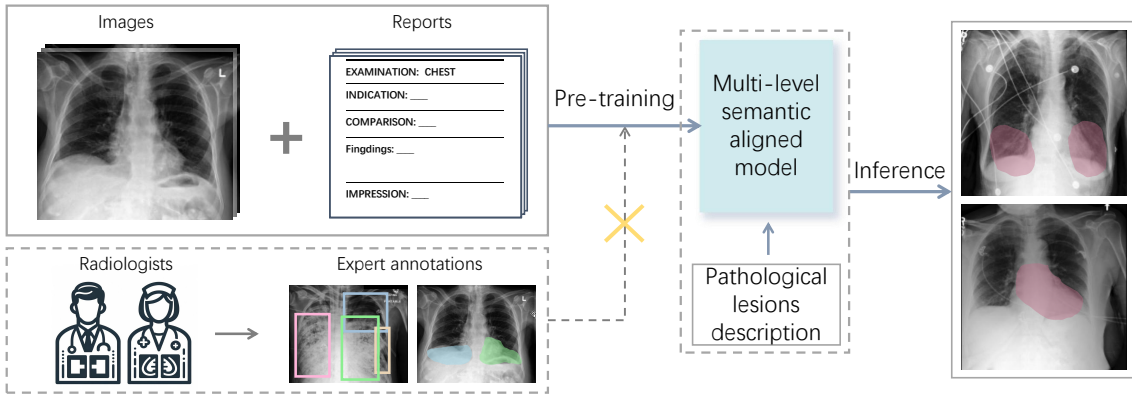 Images
Reports
L
EXAMINATION: CHEST
INDICATION: ___
COMPARISON: ___
Fingdings: ___
IMPRESSION: ___
Pre-training
Multi-level
semantic
aligned
model
Inference
Pathological
lesions
description
Radiologists
Expert annotations
L